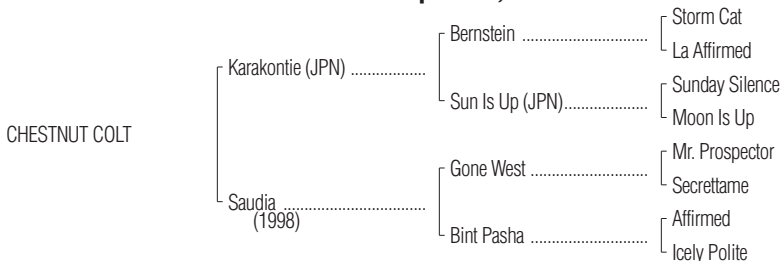 Storm Cat
Bernstein ................................
La Affirmed
Karakontie (JPN) ...................
Sunday Silence
Sun Is Up (JPN).....................
Moon Is Up
CHESTNUT COLT
Mr. Prospector
Gone West ..............................
Secrettame
Saudia ....................................
(1998)
Affirmed
Bint Pasha ..............................
Icely Polite